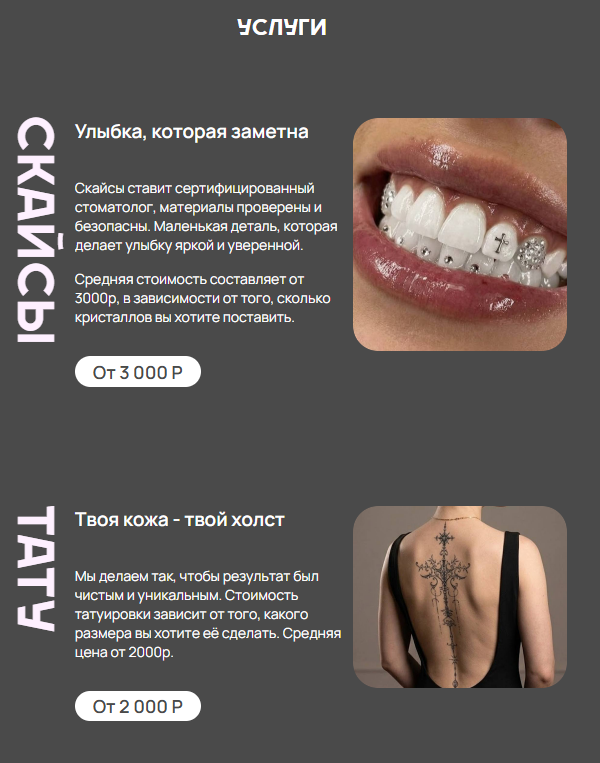 УСЛУГИ
СКАЙСЫ
Улыбка, которая заметна
Скайсы ставит сертифицированный
стоматолог, материалы проверены и
безопасны. Маленькая деталь, которая
делает улыбку яркой и уверенной.
Средняя стоимость составляет от
3000р, в зависимости от того, сколько
кристаллов вы хотите поставить.
От 3 000 Р
ТАТУ
Твоя кожа - твой холст
Мы делаем так, чтобы результат был
чистым и уникальным. Стоимость
татуировки зависит от того, какого
размера вы хотите её сделать. Средняя
цена от 2000р.
От 2 000 Р